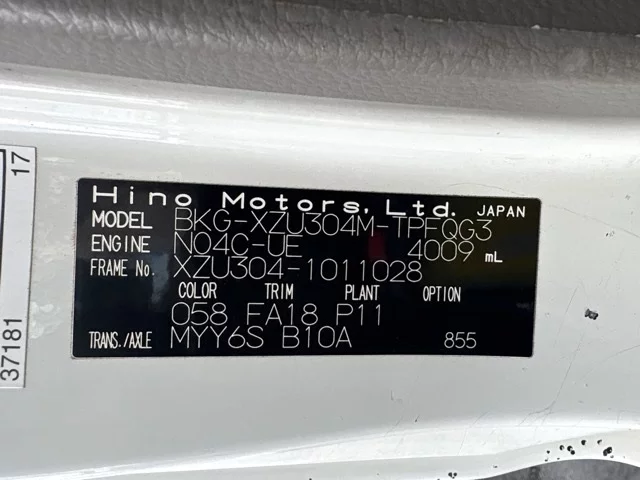 Hino Motors, Ltd. JAPAN
MODEL BKG-XZU304M-TPFQG3
ENGINE N04C-UE 4009 mL
FRAME No. XZU304-1011028
COLOR TRIM PLANT OPTION
058 FA18 P11
TRANS./AXLE MYY6S B10A 855
37181 17